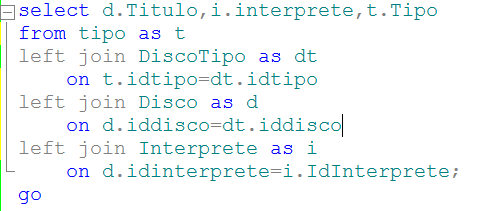 select d.Titulo,i.interprete,t.Tipo
from tipo as t
left join DiscoTipo as dt
    on t.idtipo=dt.idtipo
left join Disco as d
    on d.iddisco=dt.iddisco
left join Interprete as i
    on d.idinterprete=i.IdInterprete;
go